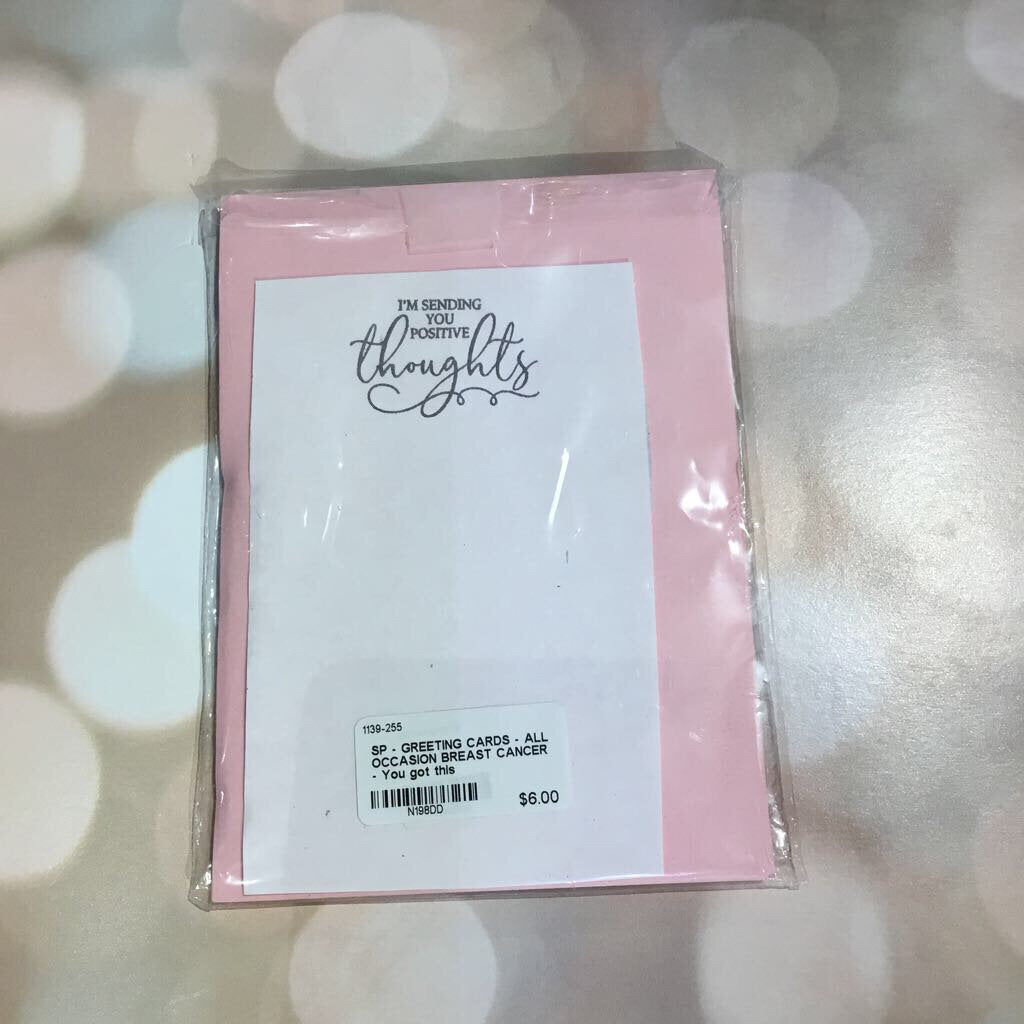 I'M SENDING
YOU
POSITIVE
thoughts
1139-255
SP - GREETING CARDS - ALL
OCCASION BREAST CANCER
- You got this
N198DD
$6.00